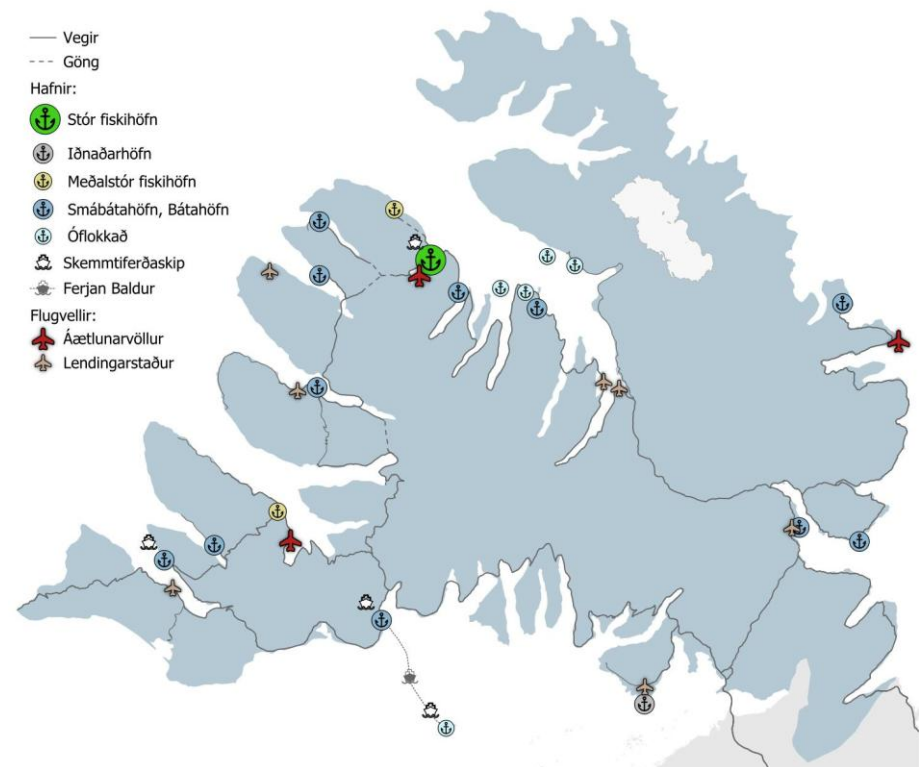 Vegir
Göng
Hafnir:
Stór fiskihöfn
Iðnaðarhöfn
Meðalstór fiskihöfn
Smábátahöfn, Bátahöfn
Óflokkað
Skemmtiferðaskip
Ferjan Baldur
Flugvellir:
Áætlunarvöllur
Lendingarstaður